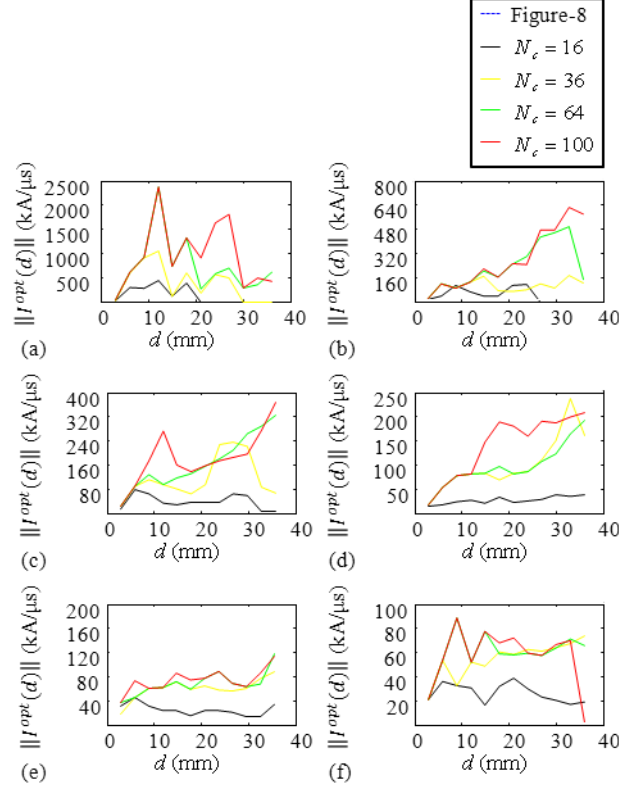 Figure-8
N_c = 16
N_c = 36
N_c = 64
N_c = 100
||I^opt(d)|| (kA/μs)
2500
2000
1500
1000
500
0 10 20 30 40
d (mm)
(a)
||I^opt(d)|| (kA/μs)
800
640
480
320
160
0 10 20 30 40
d (mm)
(b)
||I^opt(d)|| (kA/μs)
400
320
240
160
80
0 10 20 30 40
d (mm)
(c)
||I^opt(d)|| (kA/μs)
250
200
150
100
50
0 10 20 30 40
d (mm)
(d)
||I^opt(d)|| (kA/μs)
200
160
120
80
40
0 10 20 30 40
d (mm)
(e)
||I^opt(d)|| (kA/μs)
100
80
60
40
20
0 10 20 30 40
d (mm)
(f)